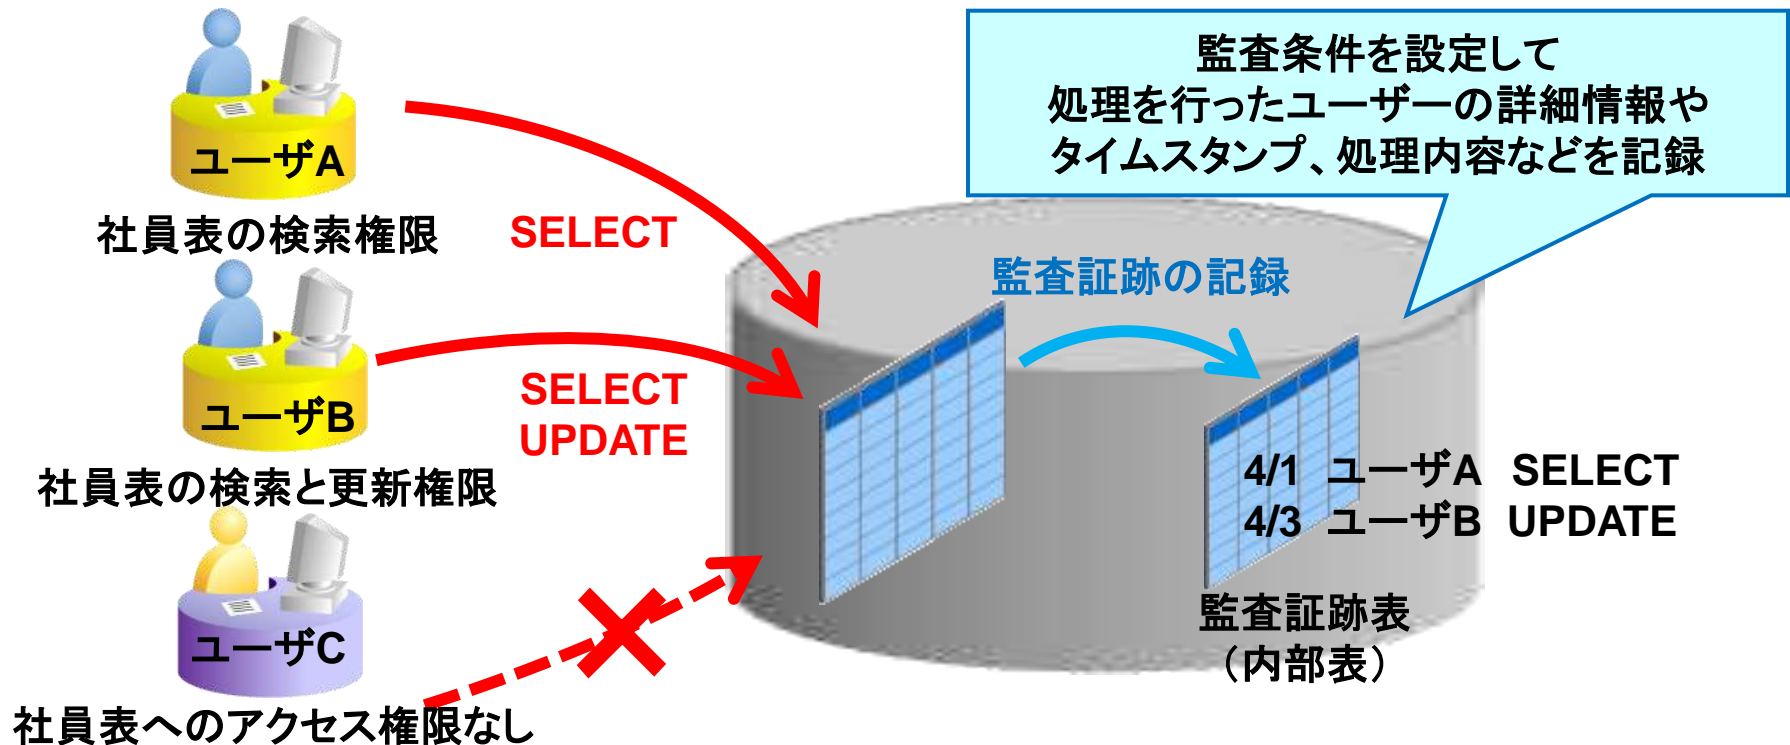 監査条件を設定して
処理を行ったユーザーの詳細情報や
タイムスタンプ、処理内容などを記録
ユーザA
社員表の検索権限
SELECT
監査証跡の記録
ユーザB
社員表の検索と更新権限
SELECT
UPDATE
4/1 ユーザA SELECT
4/3 ユーザB UPDATE
監査証跡表
（内部表）
ユーザC
社員表へのアクセス権限なし